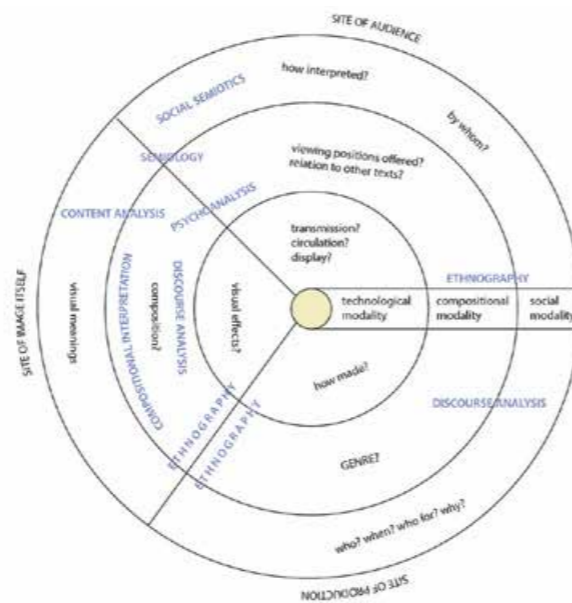 SITE OF AUDIENCE
how interpreted?
by whom?
SOCIAL SEMIOTICS
SEMIOLOGY
viewing positions offered?
relation to other texts?
PSYCHOANALYSIS
CONTENT ANALYSIS
transmission?
circulation?
display?
ETHNOGRAPHY
technological
modality
compositional
modality
social
modality
SITE OF IMAGE ITSELF
visual meanings
COMPOSITIONAL INTERPRETATION
composition?
DISCOURSE ANALYSIS
visual effects?
ETHNOGRAPHY
ETHNOGRAPHY
how made?
DISCOURSE ANALYSIS
GENRE?
who? when? who for? why?
SITE OF PRODUCTION